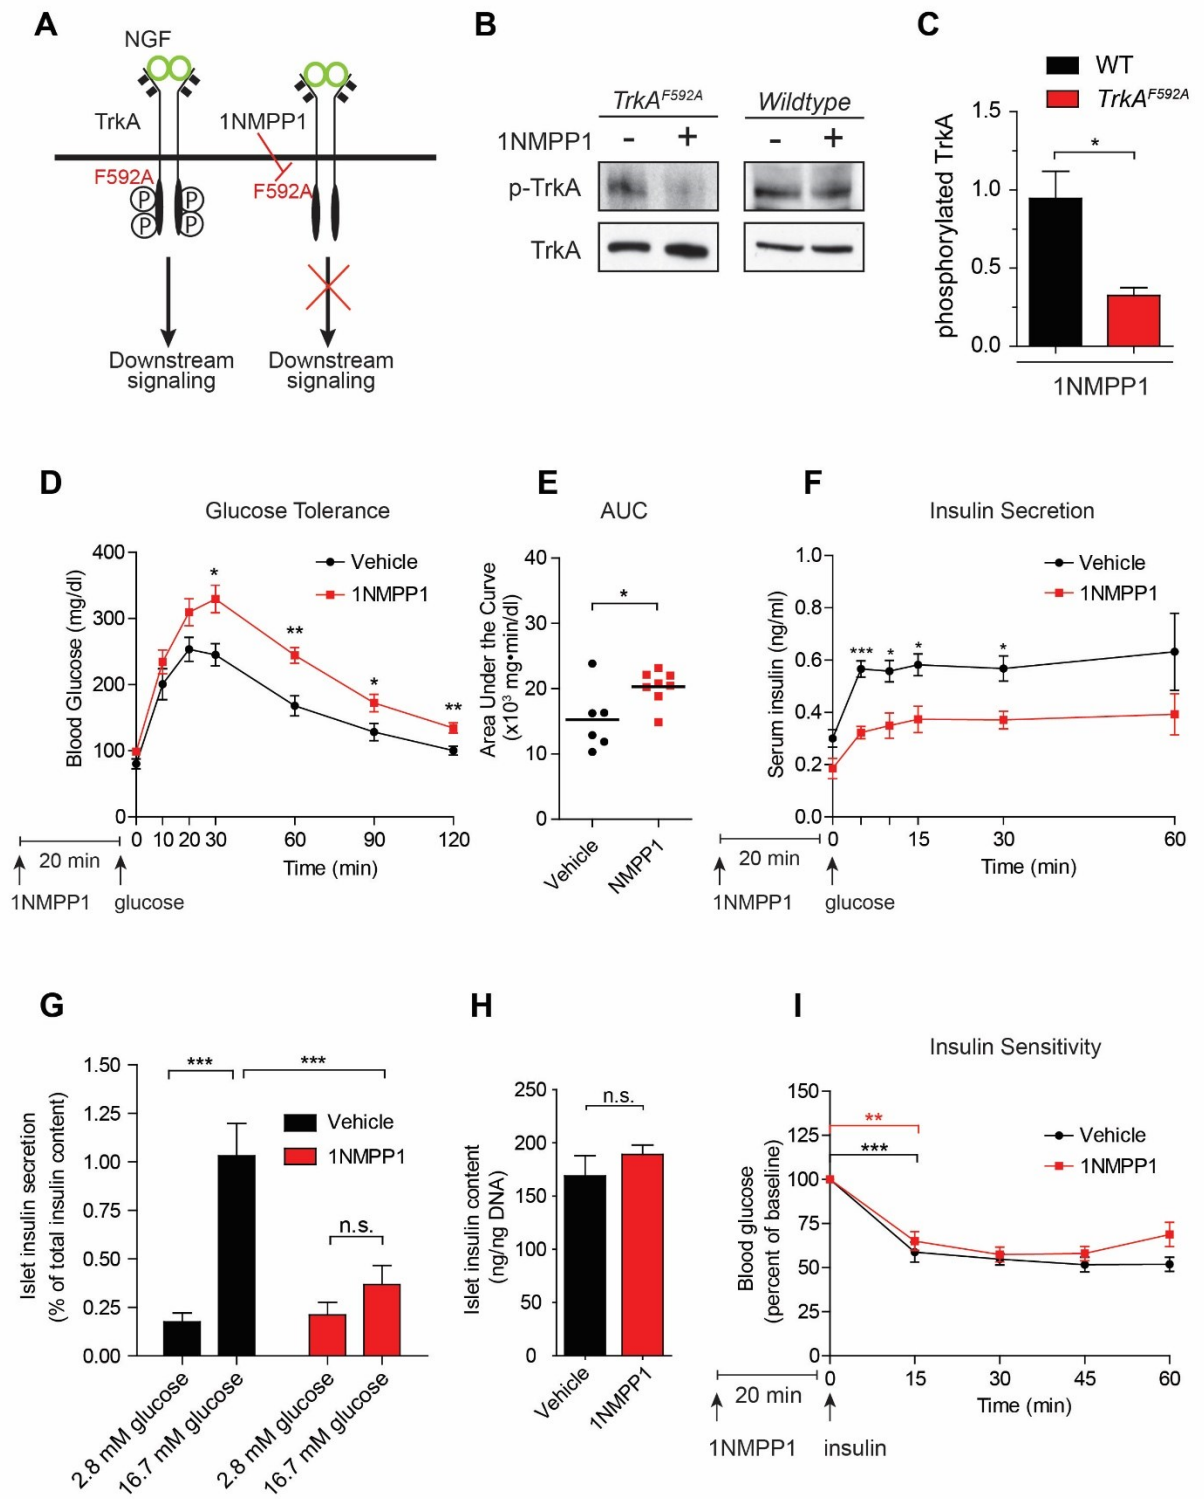 A
NGF
TrkA
1NMPP1
F592A
F592A
P
P
P
P
Downstream
signaling
Downstream
signaling
B
TrkA^F592A
Wildtype
1NMPP1
-
+
-
+
p-TrkA
TrkA
C
WT
TrkA^F592A
phosphorylated TrkA
1.5
1.0
0.5
0.0
*
1NMPP1
D
Glucose Tolerance
Blood Glucose (mg/dl)
400
300
200
100
0
Vehicle
1NMPP1
*
**
*
**
0
10
20
30
60
90
120
Time (min)
20 min
1NMPP1
glucose
E
AUC
Area Under the Curve
(x10³ mg•min/dl)
40
30
20
10
0
*
Vehicle
NMPP1
F
Insulin Secretion
Serum insulin (ng/ml)
1.0
0.8
0.6
0.4
0.2
0.0
Vehicle
1NMPP1
***
*
*
*
0
15
30
60
Time (min)
20 min
1NMPP1
glucose
G
Islet insulin secretion
(% of total insulin content)
1.50
1.25
1.00
0.75
0.50
0.25
0.00
***
***
n.s.
Vehicle
1NMPP1
2.8 mM glucose
16.7 mM glucose
2.8 mM glucose
16.7 mM glucose
H
Islet insulin content
(ng/ng DNA)
250
200
150
100
50
0
n.s.
Vehicle
1NMPP1
I
Insulin Sensitivity
Blood glucose
(percent of baseline)
150
125
100
75
50
25
0
**
***
Vehicle
1NMPP1
0
15
30
45
60
Time (min)
20 min
1NMPP1
insulin